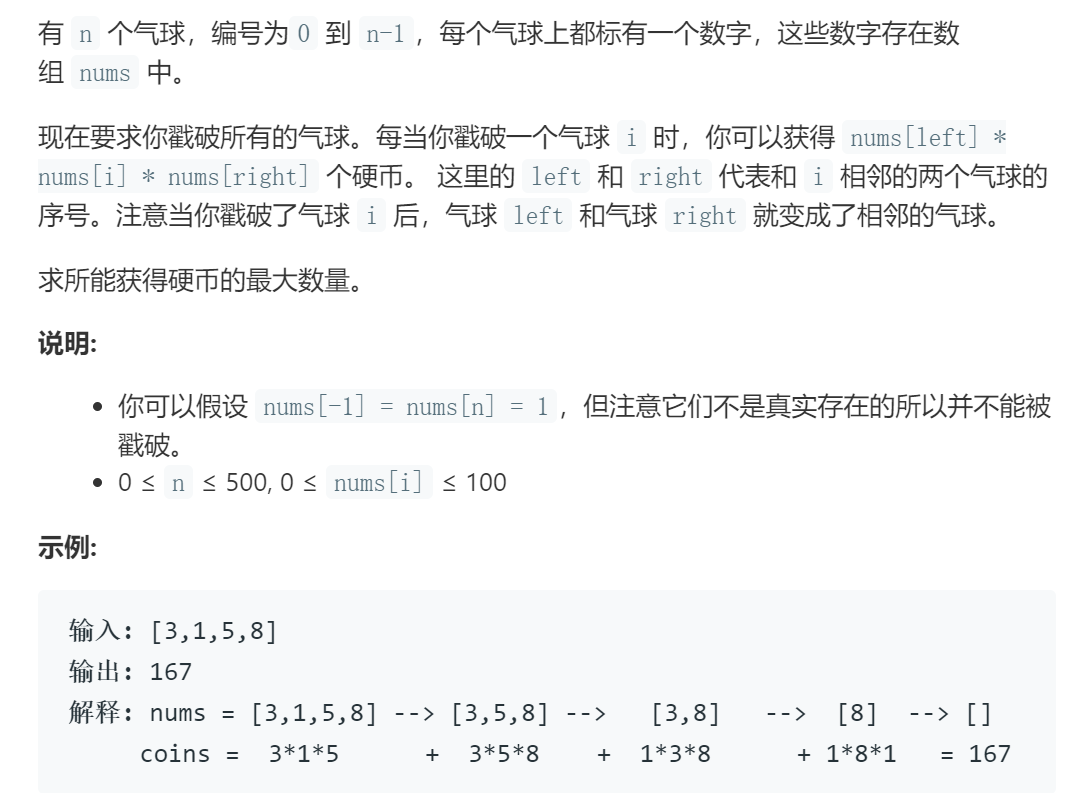 有 n 个气球，编号为 0 到 n-1，每个气球上都标有一个数字，这些数字存在数
组 nums 中。
现在要求你戳破所有的气球。每当你戳破一个气球 i 时，你可以获得 nums[left] *
nums[i] * nums[right] 个硬币。 这里的 left 和 right 代表和 i 相邻的两个气球的
序号。注意当你戳破了气球 i 后，气球 left 和气球 right 就变成了相邻的气球。
求所能获得硬币的最大数量。
说明:
• 你可以假设 nums[-1] = nums[n] = 1，但注意它们不是真实存在的所以并不能被
戳破。
• 0 ≤ n ≤ 500, 0 ≤ nums[i] ≤ 100
示例:
输入: [3,1,5,8]
输出: 167
解释: nums = [3,1,5,8] --> [3,5,8] --> [3,8] --> [8] --> []
coins = 3*1*5 + 3*5*8 + 1*3*8 + 1*8*1 = 167